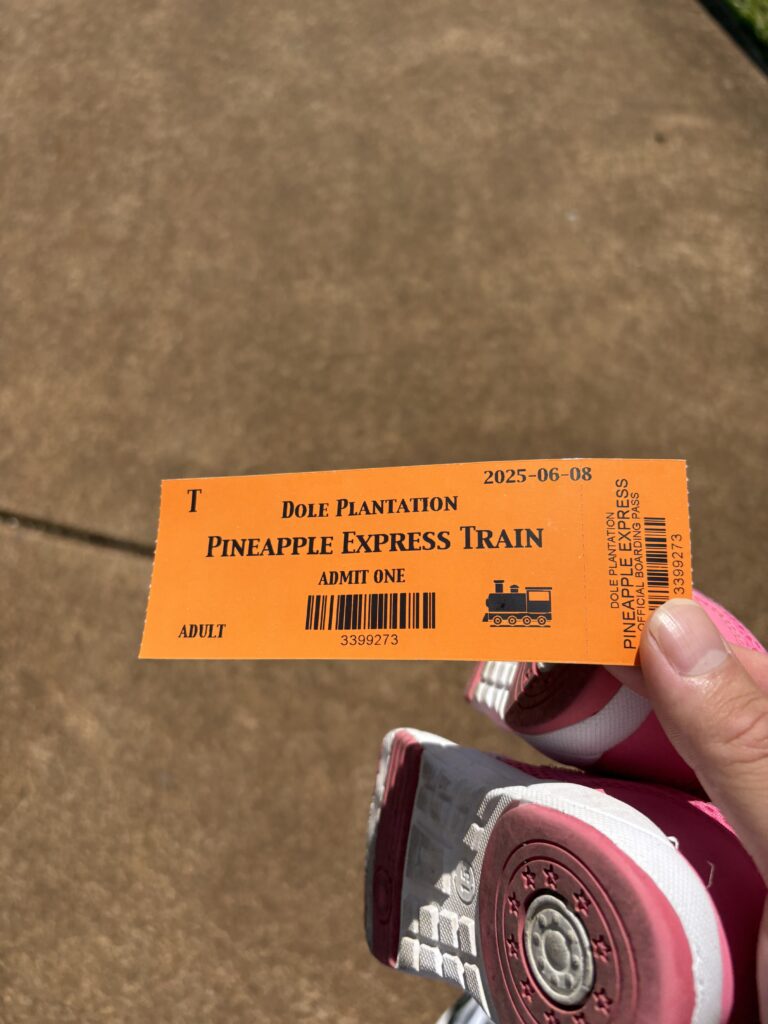 T
2025-06-08
DOLE PLANTATION
PINEAPPLE EXPRESS TRAIN
ADMIT ONE
3399273
ADULT
DOLE PLANTATION
PINEAPPLE EXPRESS
OFFICIAL BOARDING PASS
3399273